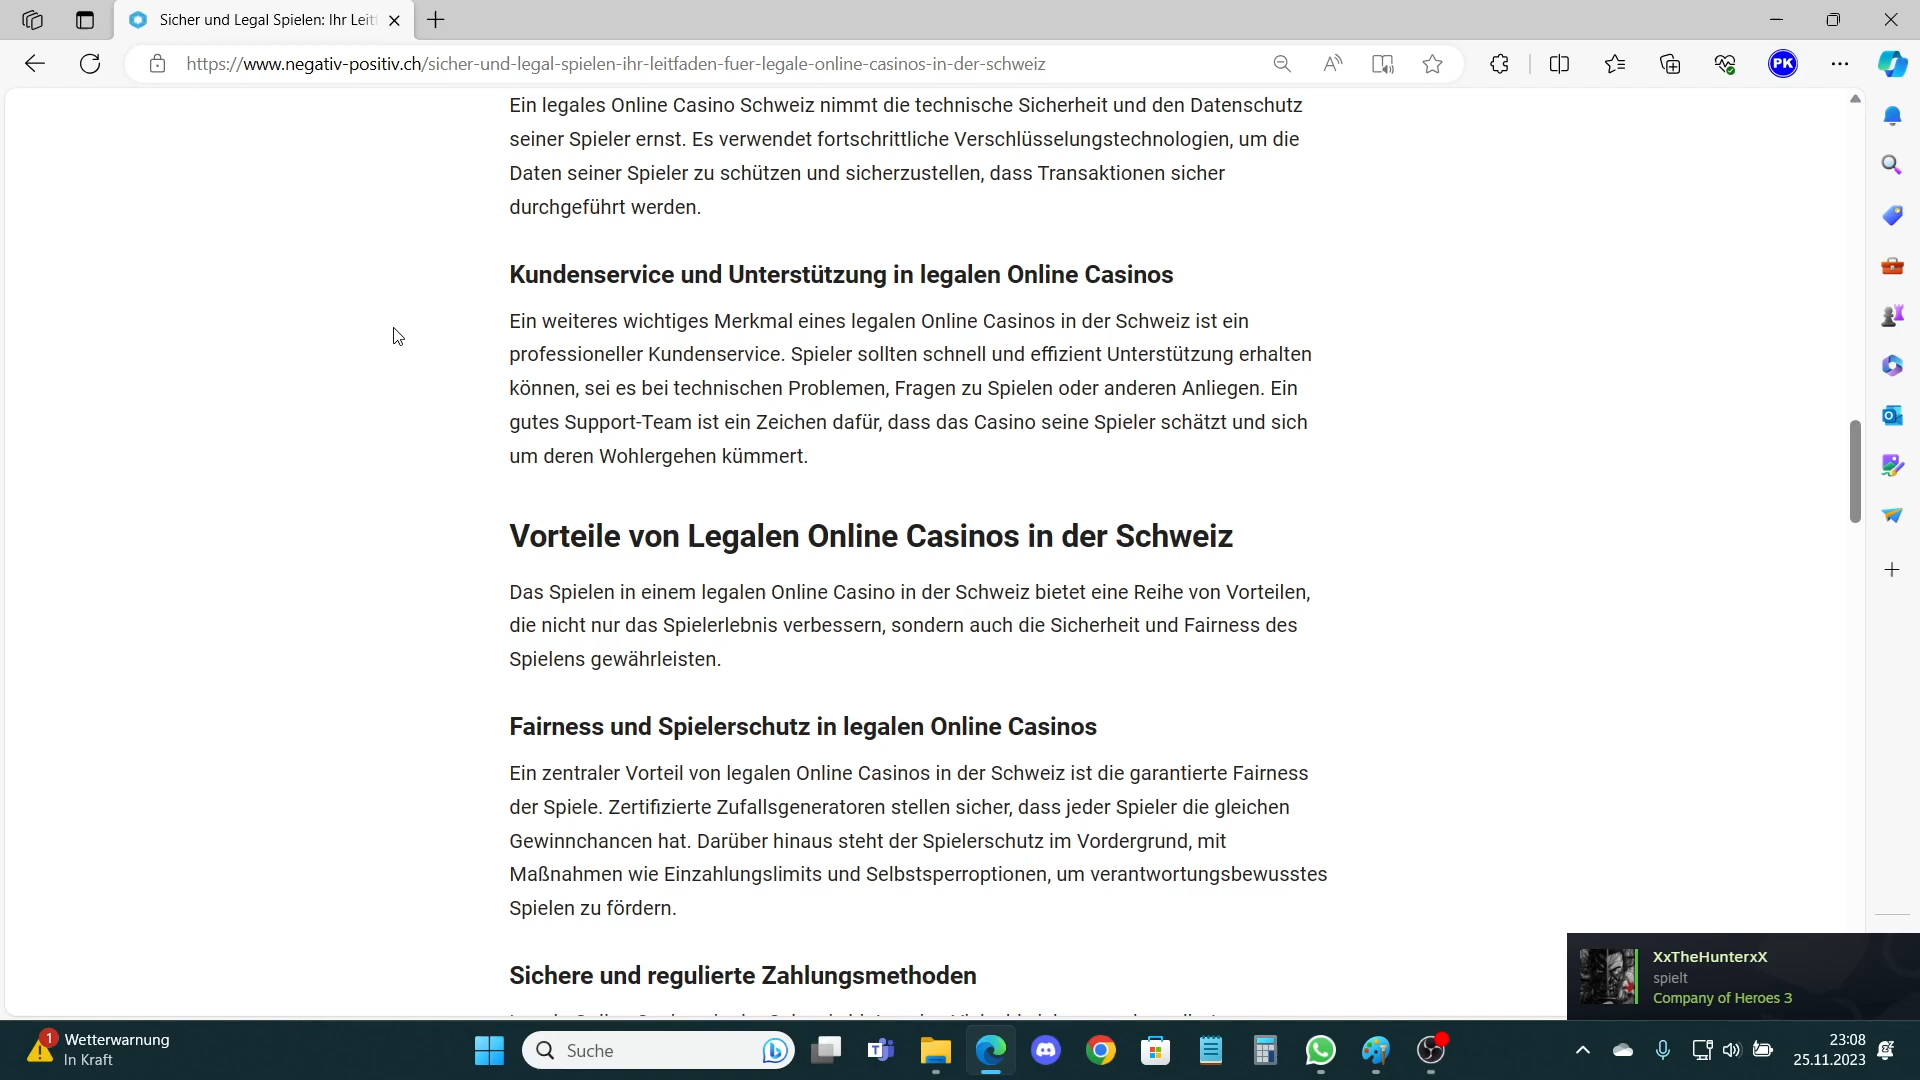 Sicher und Legal Spielen: Ihr Leit
https://www.negativ-positiv.ch/sicher-und-legal-spielen-ihr-leitfaden-fuer-legale-online-casinos-in-der-schweiz
PK
Ein legales Online Casino Schweiz nimmt die technische Sicherheit und den Datenschutz
seiner Spieler ernst. Es verwendet fortschrittliche Verschlüsselungstechnologien, um die
Daten seiner Spieler zu schützen und sicherzustellen, dass Transaktionen sicher
durchgeführt werden.
Kundenservice und Unterstützung in legalen Online Casinos
Ein weiteres wichtiges Merkmal eines legalen Online Casinos in der Schweiz ist ein
professioneller Kundenservice. Spieler sollten schnell und effizient Unterstützung erhalten
können, sei es bei technischen Problemen, Fragen zu Spielen oder anderen Anliegen. Ein
gutes Support-Team ist ein Zeichen dafür, dass das Casino seine Spieler schätzt und sich
um deren Wohlergehen kümmert.
Vorteile von Legalen Online Casinos in der Schweiz
Das Spielen in einem legalen Online Casino in der Schweiz bietet eine Reihe von Vorteilen,
die nicht nur das Spielerlebnis verbessern, sondern auch die Sicherheit und Fairness des
Spielens gewährleisten.
Fairness und Spielerschutz in legalen Online Casinos
Ein zentraler Vorteil von legalen Online Casinos in der Schweiz ist die garantierte Fairness
der Spiele. Zertifizierte Zufallsgeneratoren stellen sicher, dass jeder Spieler die gleichen
Gewinnchancen hat. Darüber hinaus steht der Spielerschutz im Vordergrund, mit
Maßnahmen wie Einzahlungslimits und Selbstsperroptionen, um verantwortungsbewusstes
Spielen zu fördern.
Sichere und regulierte Zahlungsmethoden
XxTheHunterxX
spielt
Company of Heroes 3
1
Wetterwarnung
In Kraft
Suche
23:08
25.11.2023